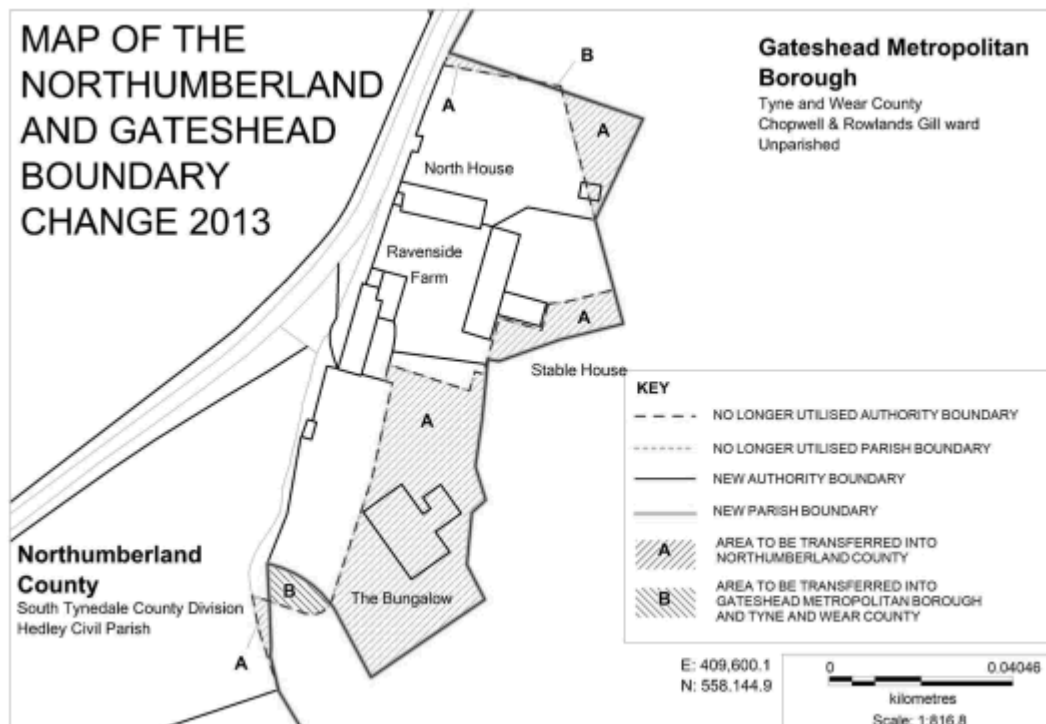 MAP OF THE
NORTHUMBERLAND
AND GATESHEAD
BOUNDARY
CHANGE 2013
B
Gateshead Metropolitan
Borough
Tyne and Wear County
Chopwell & Rowlands Gill ward
Unparished
A
A
North House
Ravenside
Farm
A
Stable House
A
KEY
NO LONGER UTILISED AUTHORITY BOUNDARY
NO LONGER UTILISED PARISH BOUNDARY
NEW AUTHORITY BOUNDARY
NEW PARISH BOUNDARY
A
AREA TO BE TRANSFERRED INTO
NORTHUMBERLAND COUNTY
B
AREA TO BE TRANSFERRED INTO
GATESHEAD METROPOLITAN BOROUGH
AND TYNE AND WEAR COUNTY
Northumberland
County
South Tynedale County Division
Hedley Civil Parish
B
The Bungalow
A
E: 409,600.1
N: 558.144.9
0 0.04046
kilometres
Scale: 1:816.8